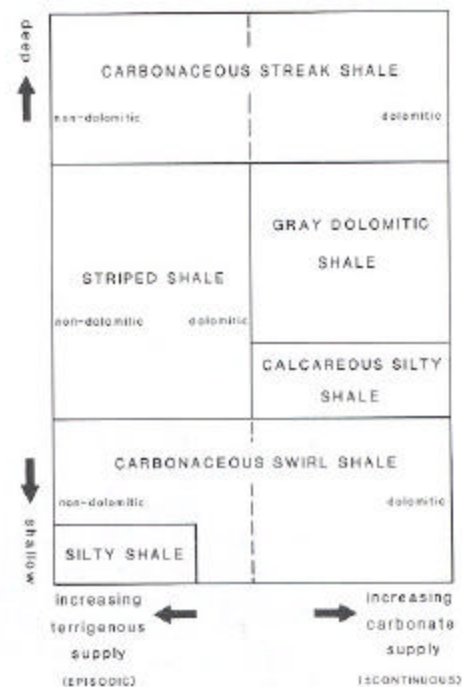 deep
CARBONACEOUS STREAK SHALE
non-dolomitic dolomitic
GRAY DOLOMITIC
SHALE
STRIPED SHALE
non-dolomitic dolomitic
CALCAREOUS SILTY
SHALE
CARBONACEOUS SWIRL SHALE
non-dolomitic dolomitic
SILTY SHALE
shallow
increasing
terrigenous
supply
(EPISODIC)
increasing
carbonate
supply
(±CONTINUOUS)